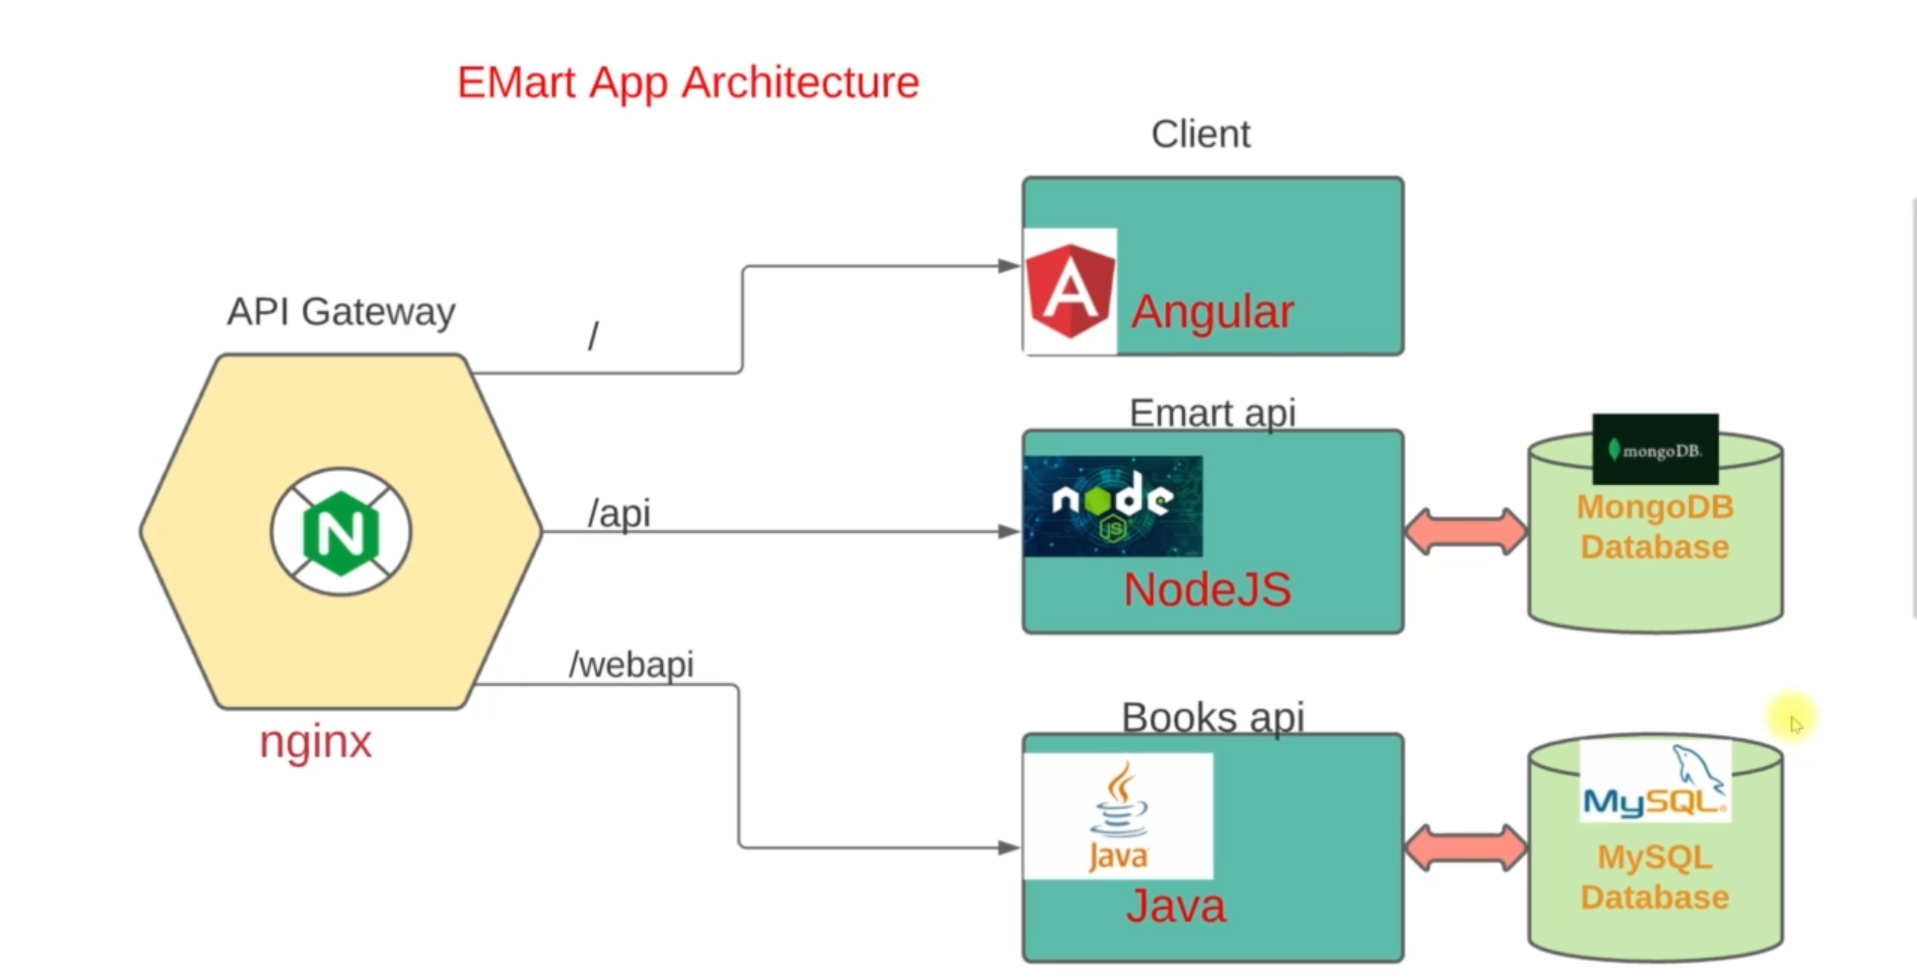 EMart App Architecture
Client
Angular
API Gateway
/
Emart api
node
JS
NodeJS
mongoDB.
MongoDB
Database
/api
/webapi
nginx
Books api
Java
Java
MySQL®
MySQL
Database